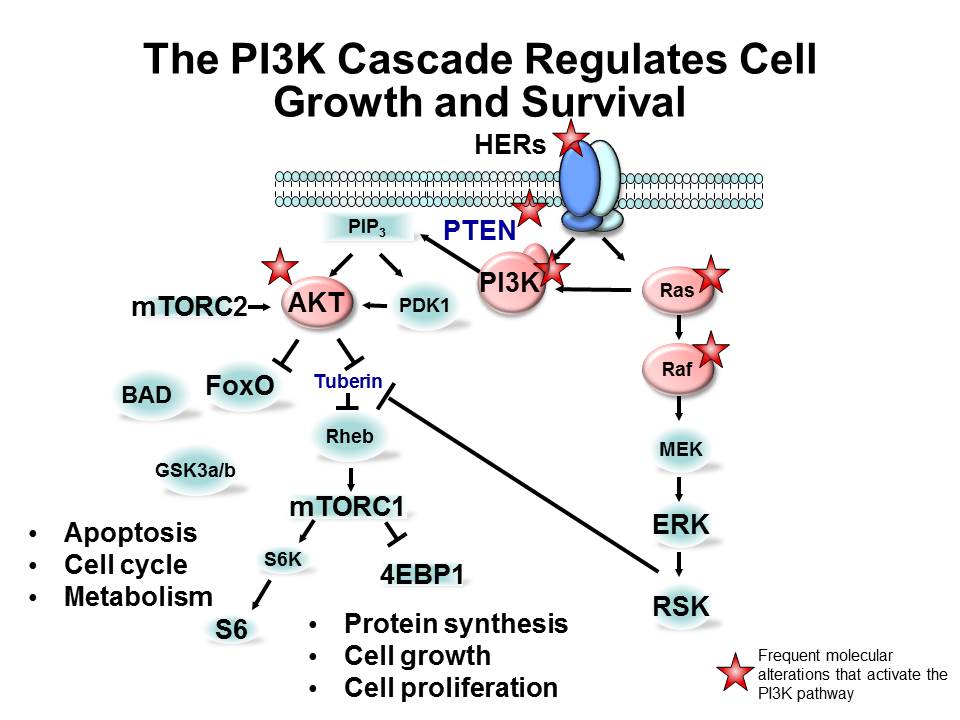 The PI3K Cascade Regulates Cell
Growth and Survival
HERs
PIP₃
PTEN
PI3K
mTORC2
AKT
PDK1
Ras
Raf
BAD
FoxO
Tuberin
Rheb
MEK
GSK3a/b
mTORC1
ERK
S6K
4EBP1
RSK
S6
• Apoptosis
• Cell cycle
• Metabolism
• Protein synthesis
• Cell growth
• Cell proliferation
Frequent molecular
alterations that activate the
PI3K pathway